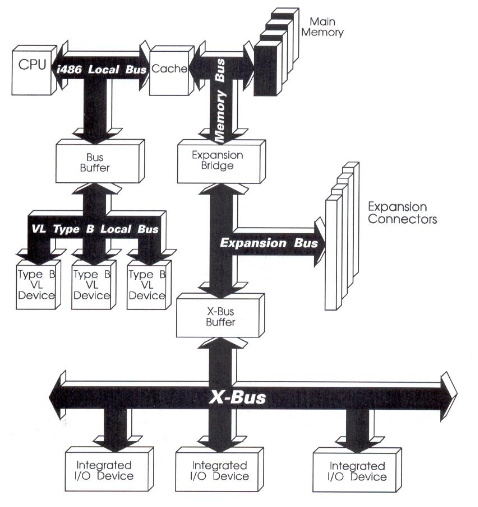 Main
Memory
CPU
i486 Local Bus
Cache
Memory Bus
Bus
Buffer
Expansion
Bridge
Expansion
Connectors
VL Type B Local Bus
Expansion Bus
Type B
VL
Device
Type B
VL
Device
Type B
VL
Device
X-Bus
Buffer
X-Bus
Integrated
I/O Device
Integrated
I/O Device
Integrated
I/O Device